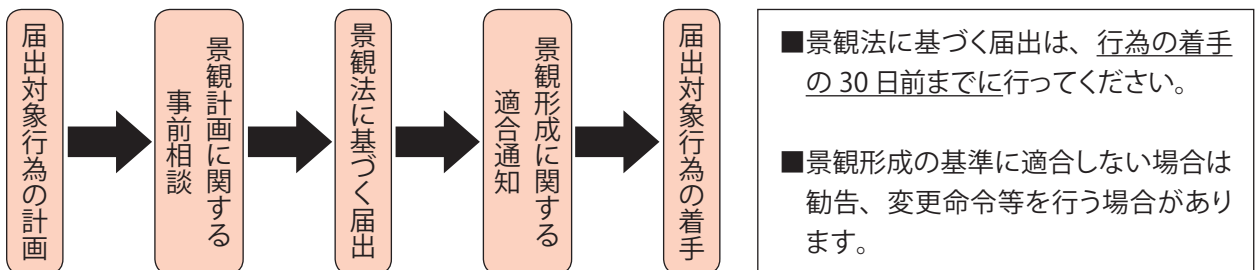 届出対象行為の計画
景観計画に関する
事前相談
景観法に基づく届出
景観形成に関する
適合通知
届出対象行為の着手
■景観法に基づく届出は、行為の着手
の 30 日前までに行ってください。
■景観形成の基準に適合しない場合は
勧告、変更命令等を行う場合があり
ます。